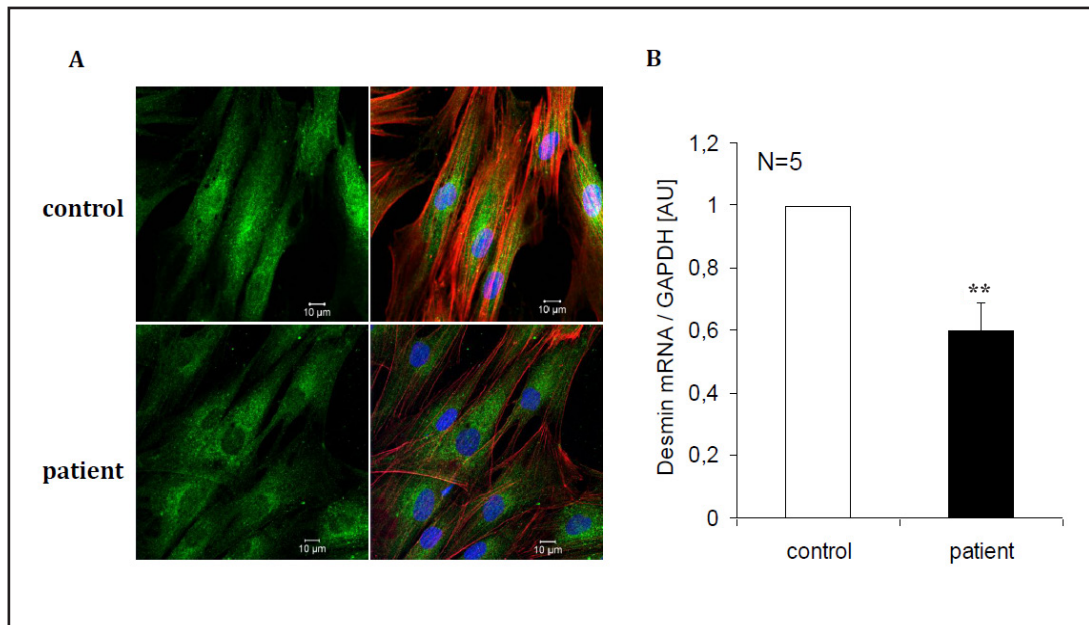 A
B
control
10 µm
10 µm
patient
10 µm
10 µm
Desmin mRNA / GAPDH [AU]
N=5
1,2
1
0,8
0,6
0,4
0,2
0
**
control
patient